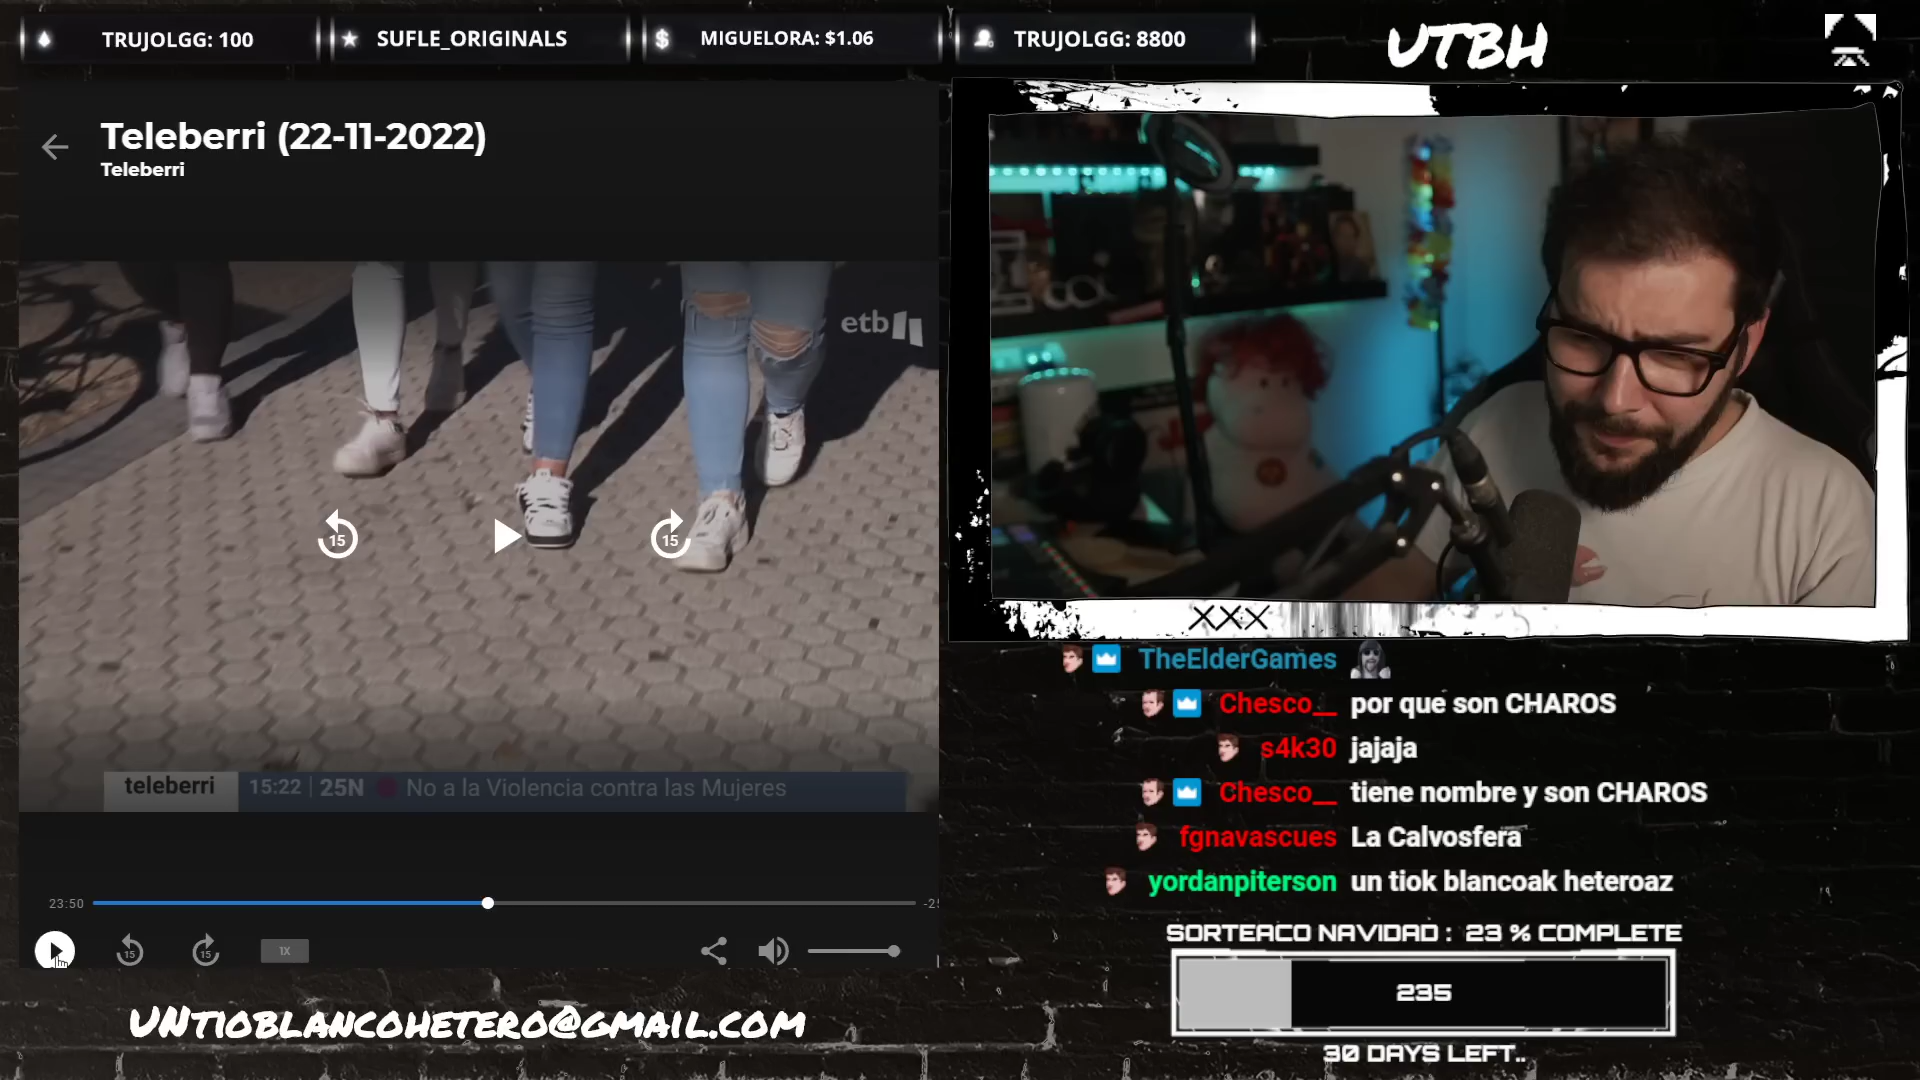 TRUJOLGG: 100
SUFLE_ORIGINALS
MIGUELORA: $1.06
TRUJOLGG: 8800
UTBH
Teleberri (22-11-2022)
Teleberri
etb
15
15
teleberri
15:22 | 25N No a la Violencia contra las Mujeres
23:50
15
15
1X
XXX
TheElderGames
Chesco__ por que son CHAROS
s4k30 jajaja
Chesco__ tiene nombre y son CHAROS
fgnavascues La Calvosfera
yordanpiterson un tiok blancoak heteroaz
SORTEACO NAVIDAD : 23 % COMPLETE
235
30 DAYS LEFT..
UNTIOBLANCOHETERO@GMAIL.COM